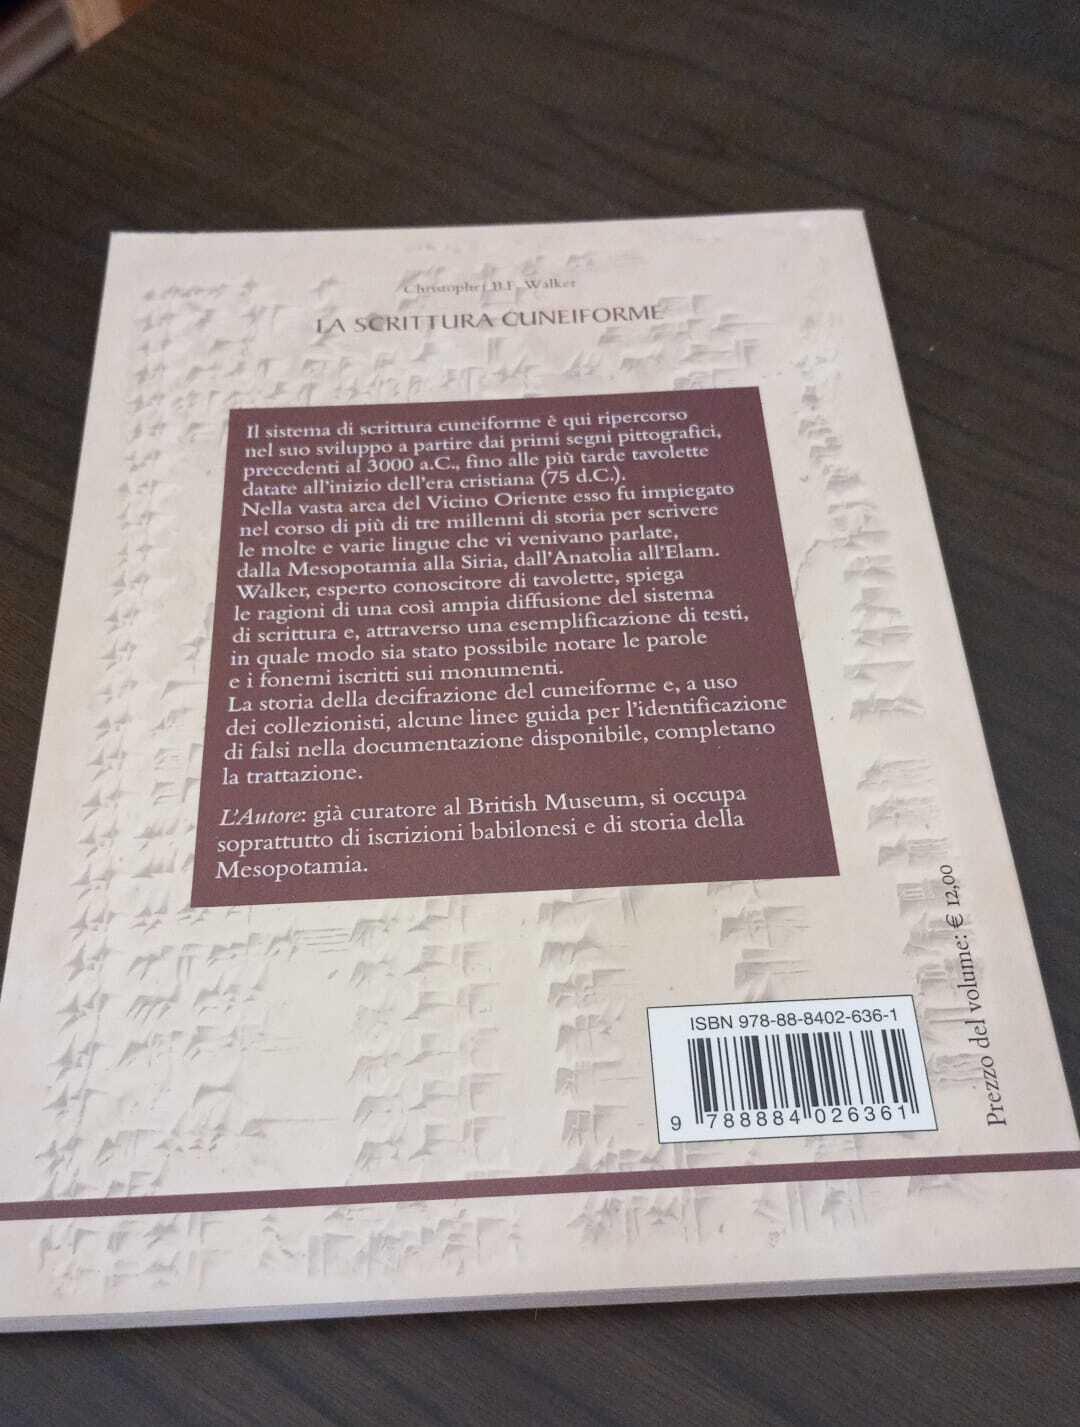 Christopher B.F. Walker
LA SCRITTURA CUNEIFORME
Il sistema di scrittura cuneiforme è qui ripercorso
nel suo sviluppo a partire dai primi segni pittografici,
precedenti al 3000 a.C., fino alle più tarde tavolette
datate all'inizio dell'era cristiana (75 d.C.).
Nella vasta area del Vicino Oriente esso fu impiegato
nel corso di più di tre millenni di storia per scrivere
le molte e varie lingue che vi venivano parlate,
dalla Mesopotamia alla Siria, dall'Anatolia all'Elam.
Walker, esperto conoscitore di tavolette, spiega
le ragioni di una così ampia diffusione del sistema
di scrittura e, attraverso una esemplificazione di testi,
in quale modo sia stato possibile notare le parole
e i fonemi iscritti sui monumenti.
La storia della decifrazione del cuneiforme e, a uso
dei collezionisti, alcune linee guida per l'identificazione
di falsi nella documentazione disponibile, completano
la trattazione.
L'Autore: già curatore al British Museum, si occupa
soprattutto di iscrizioni babilonesi e di storia della
Mesopotamia.
Prezzo del volume: € 12,00
ISBN 978-88-8402-636-1
9 788884 026361